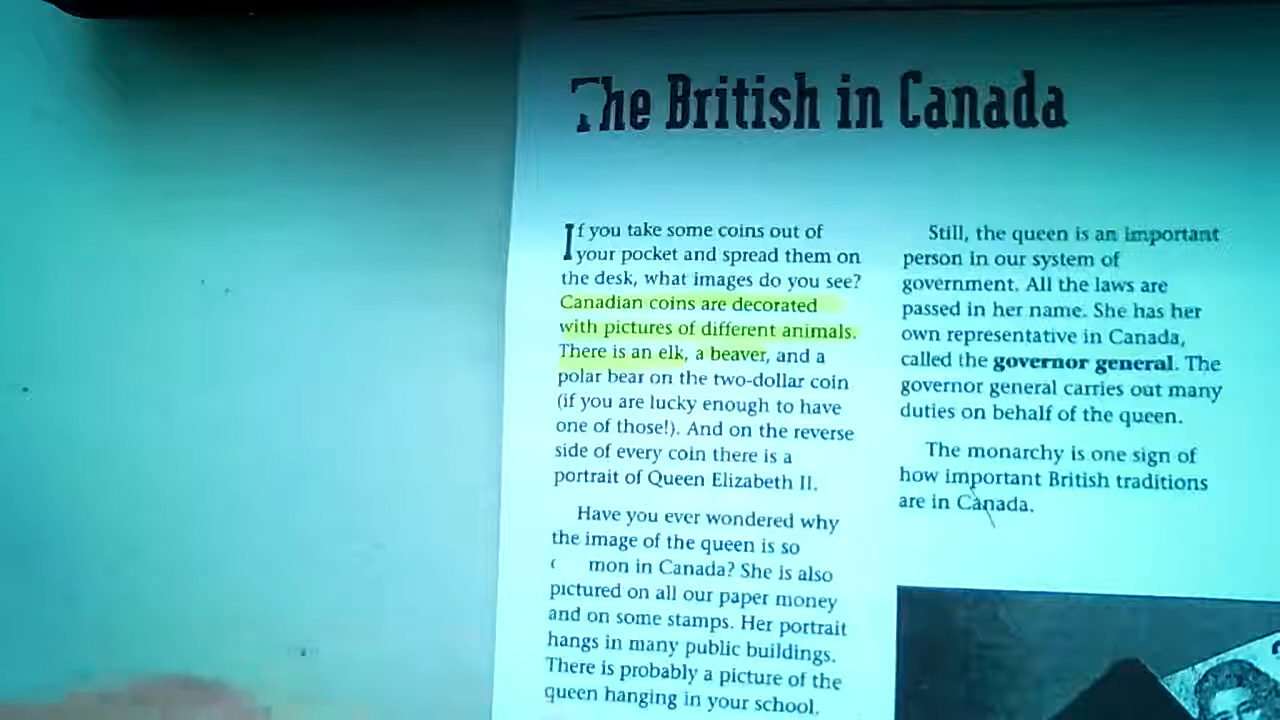 The British in Canada
If you take some coins out of
your pocket and spread them on
the desk, what images do you see?
Canadian coins are decorated
with pictures of different animals.
There is an elk, a beaver, and a
polar bear on the two-dollar coin
(if you are lucky enough to have
one of those!). And on the reverse
side of every coin there is a
portrait of Queen Elizabeth II.
Have you ever wondered why
the image of the queen is so
mon in Canada? She is also
pictured on all our paper money
and on some stamps. Her portrait
hangs in many public buildings.
There is probably a picture of the
queen hanging in your school.
Still, the queen is an important
person in our system of
government. All the laws are
passed in her name. She has her
own representative in Canada,
called the governor general. The
governor general carries out many
duties on behalf of the queen.
The monarchy is one sign of
how important British traditions
are in Canada.